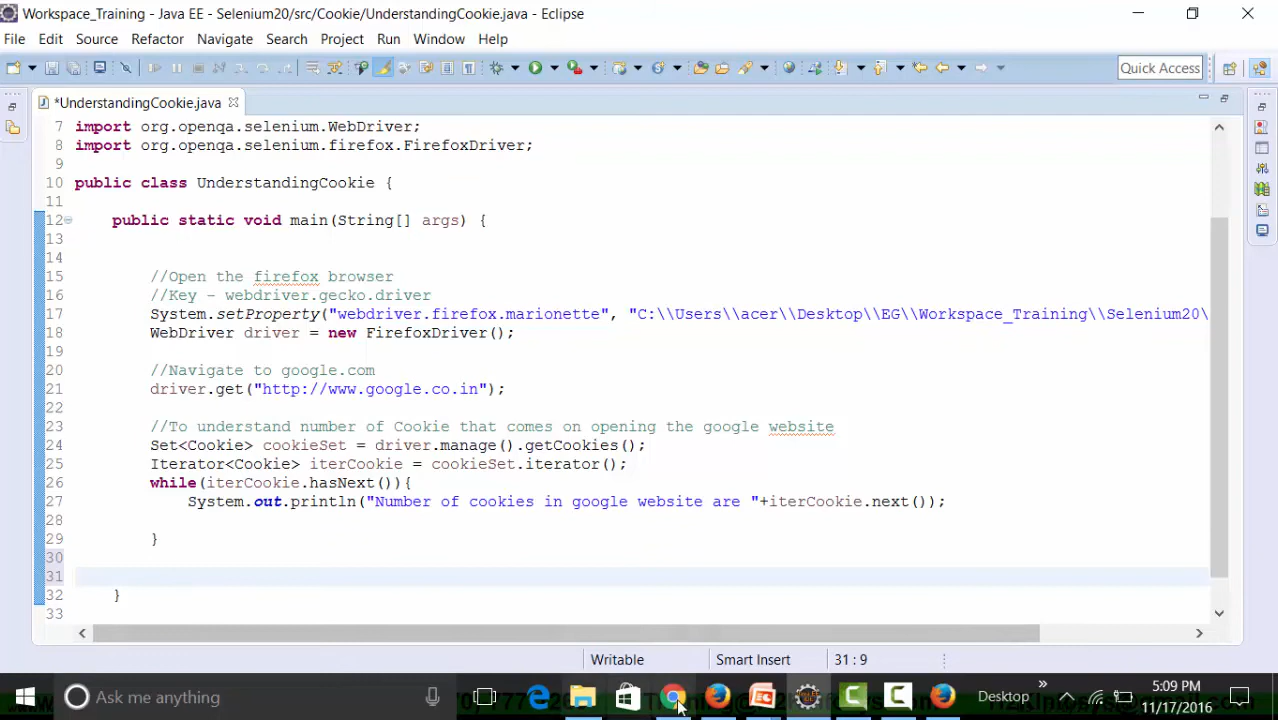 Workspace_Training - Java EE - Selenium20/src/Cookie/UnderstandingCookie.java - Eclipse
File Edit Source Refactor Navigate Search Project Run Window Help
Quick Access
*UnderstandingCookie.java
7 import org.openqa.selenium.WebDriver;
8 import org.openqa.selenium.firefox.FirefoxDriver;
9
10 public class UnderstandingCookie {
11
12 public static void main(String[] args) {
13
14
15 //Open the firefox browser
16 //Key - webdriver.gecko.driver
17 System.setProperty("webdriver.firefox.marionette", "C:\\Users\\acer\\Desktop\\EG\\Workspace_Training\\Selenium20\
18 WebDriver driver = new FirefoxDriver();
19
20 //Navigate to google.com
21 driver.get("http://www.google.co.in");
22
23 //To understand number of Cookie that comes on opening the google website
24 Set<Cookie> cookieSet = driver.manage().getCookies();
25 Iterator<Cookie> iterCookie = cookieSet.iterator();
26 while(iterCookie.hasNext()){
27 System.out.println("Number of cookies in google website are "+iterCookie.next());
28
29 }
30
31
32 }
33
Writable Smart Insert 31 : 9
Ask me anything
Desktop
5:09 PM
11/17/2016